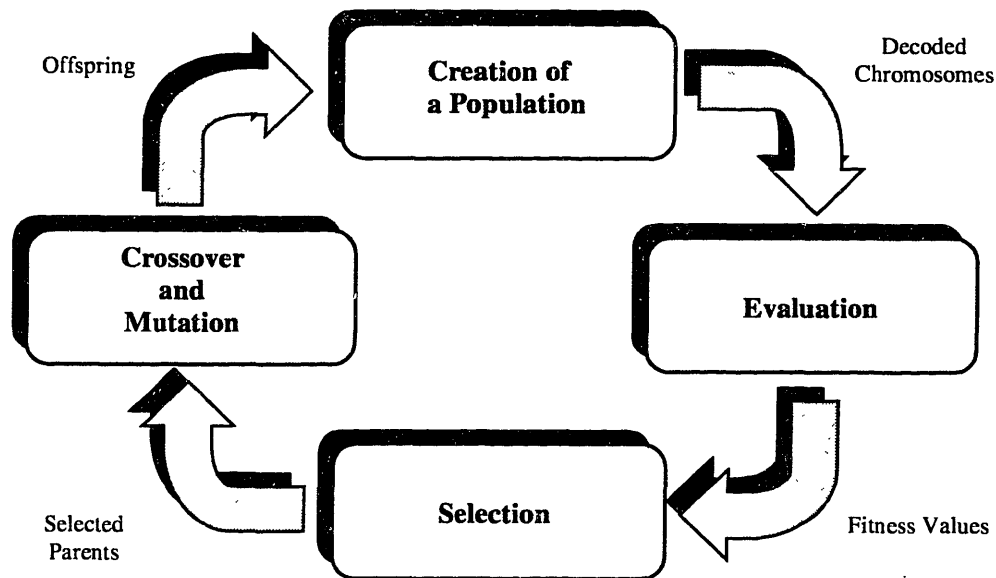 Offspring
Creation of
a Population
Decoded
Chromosomes
Crossover
and
Mutation
Evaluation
Selected
Parents
Selection
Fitness Values